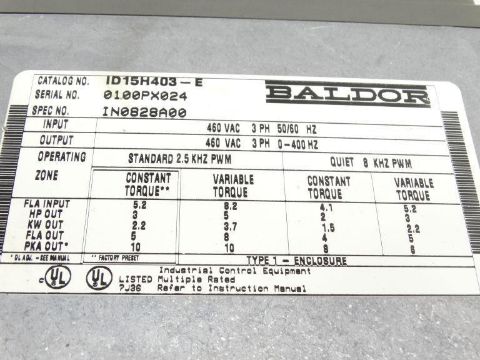 CATALOG NO. ID15H403-E
SERIAL NO. 0100PX024
BALDOR
SPEC NO. IN0828A00
INPUT 460 VAC 3 PH 50/60 HZ
OUTPUT 460 VAC 3 PH 0-400 HZ
OPERATING STANDARD 2.5 KHZ PWM QUIET 8 KHZ PWM
ZONE CONSTANT VARIABLE CONSTANT VARIABLE
TORQUE** TORQUE TORQUE TORQUE
FLA INPUT 5.2 8.2 4.1 5.2
HP OUT 3 5 2 3
KW OUT 2.2 3.7 1.5 2.2
FLA OUT 5 8 4 5
PKA OUT* 10 10 8 6
- SEE MANUAL ** FACTORY PRESET TYPE 1 - ENCLOSURE
Industrial Control Equipment
c UL UL LISTED Multiple Rated
7J36 Refer to Instruction Manual